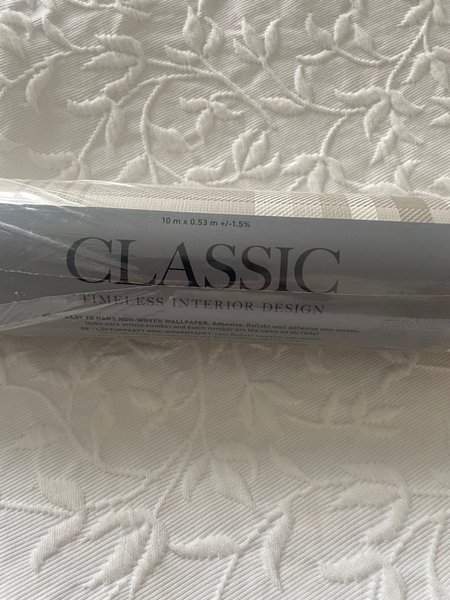 10 m x 0.53 m +/-1.5%
CLASSIC
TIMELESS INTERIOR DESIGN
EASY TO HANG NON-WOVEN WALLPAPER. Adhesive: wall adhesive non-woven.
Make sure article number and batch number are the same on all rolls!